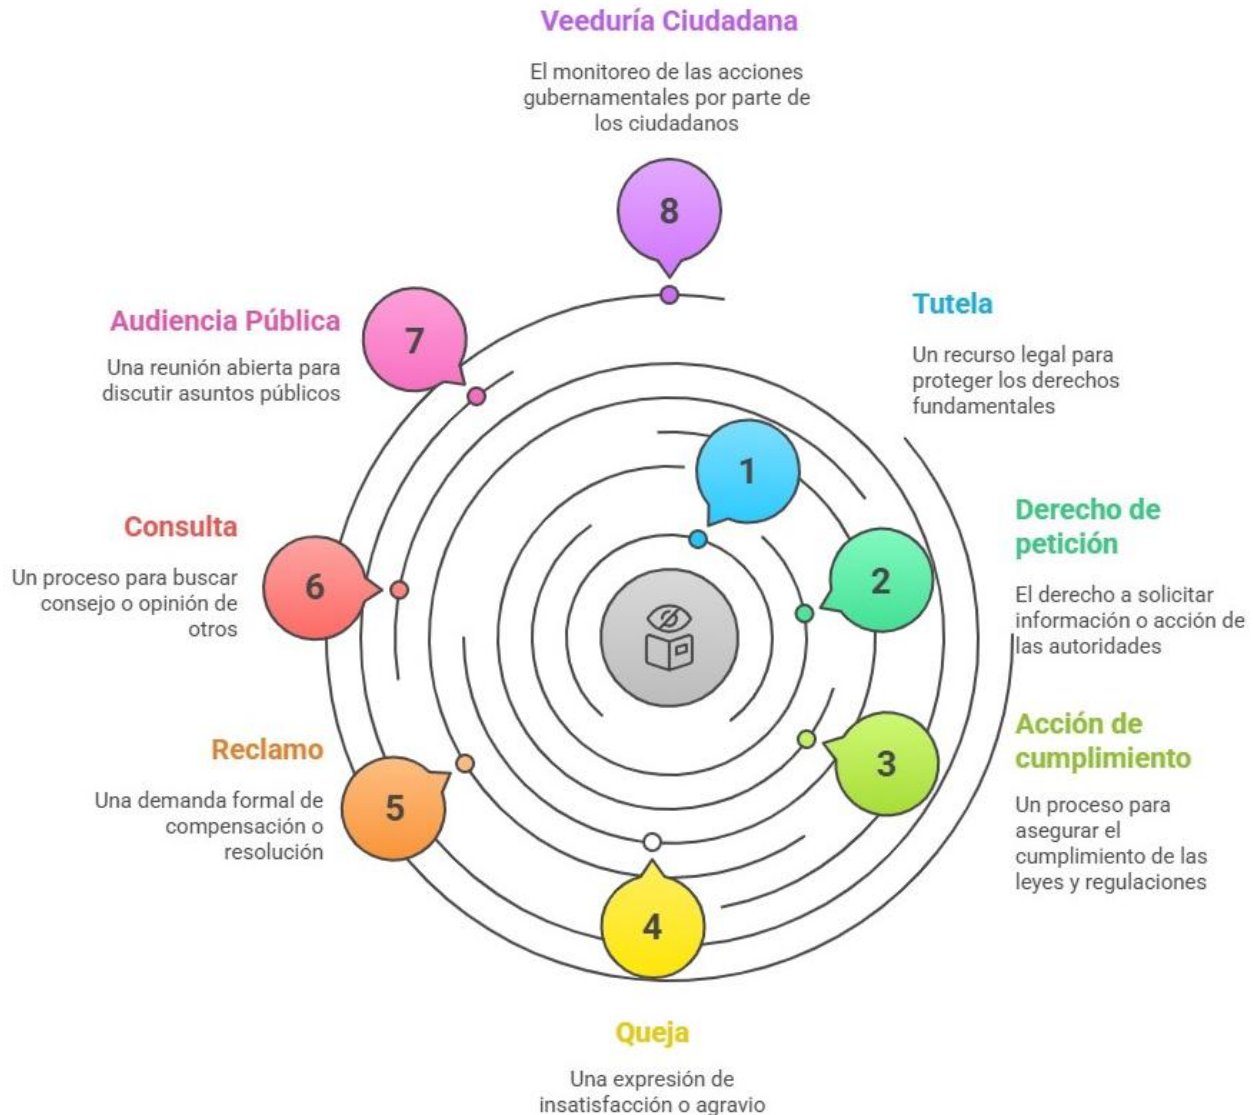 Veeduría Ciudadana
El monitoreo de las acciones
gubernamentales por parte de
los ciudadanos
8
Audiencia Pública
Una reunión abierta para
discutir asuntos públicos
7
Tutela
Un recurso legal para
proteger los derechos
fundamentales
1
Consulta
Un proceso para buscar
consejo o opinión de
otros
6
Derecho de
petición
El derecho a solicitar
información o acción de
las autoridades
2
Reclamo
Una demanda formal de
compensación o
resolución
5
Acción de
cumplimiento
Un proceso para
asegurar el
cumplimiento de las
leyes y regulaciones
3
4
Queja
Una expresión de
insatisfacción o agravio